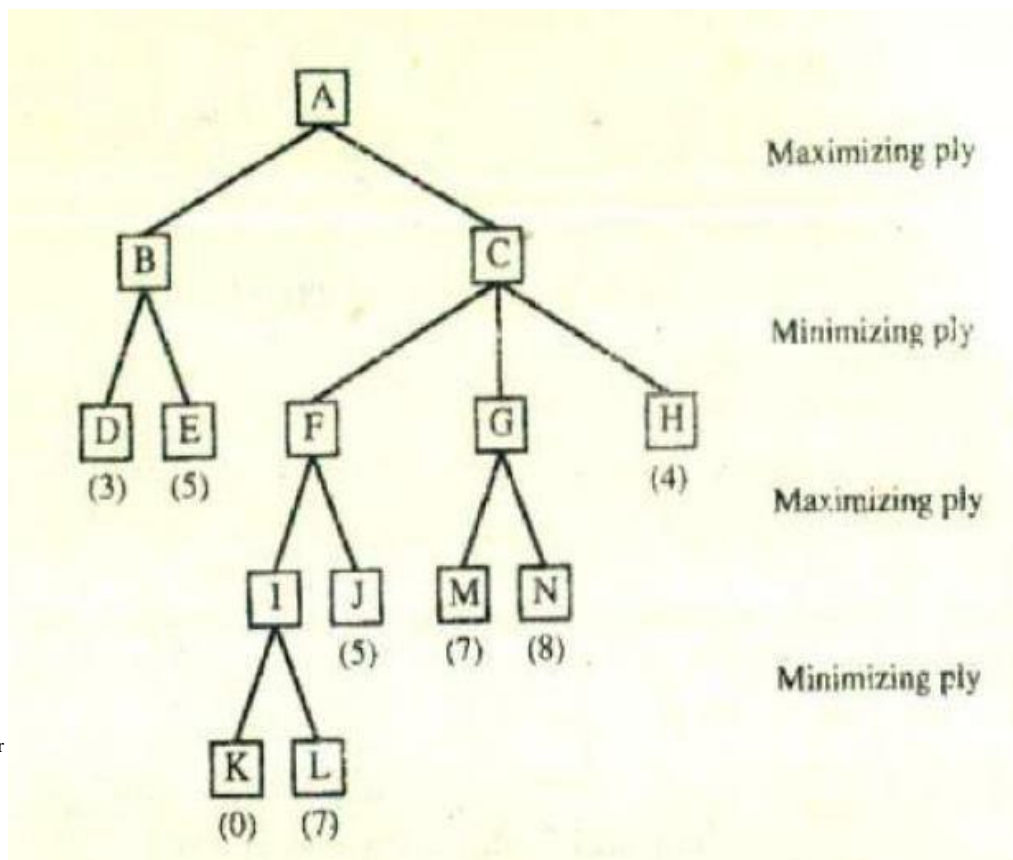 A
Maximizing ply
B C
Minimizing ply
D E F G H
(3) (5) (4)
Maximizing ply
I J M N
(5) (7) (8)
Minimizing ply
r
K L
(0) (7)